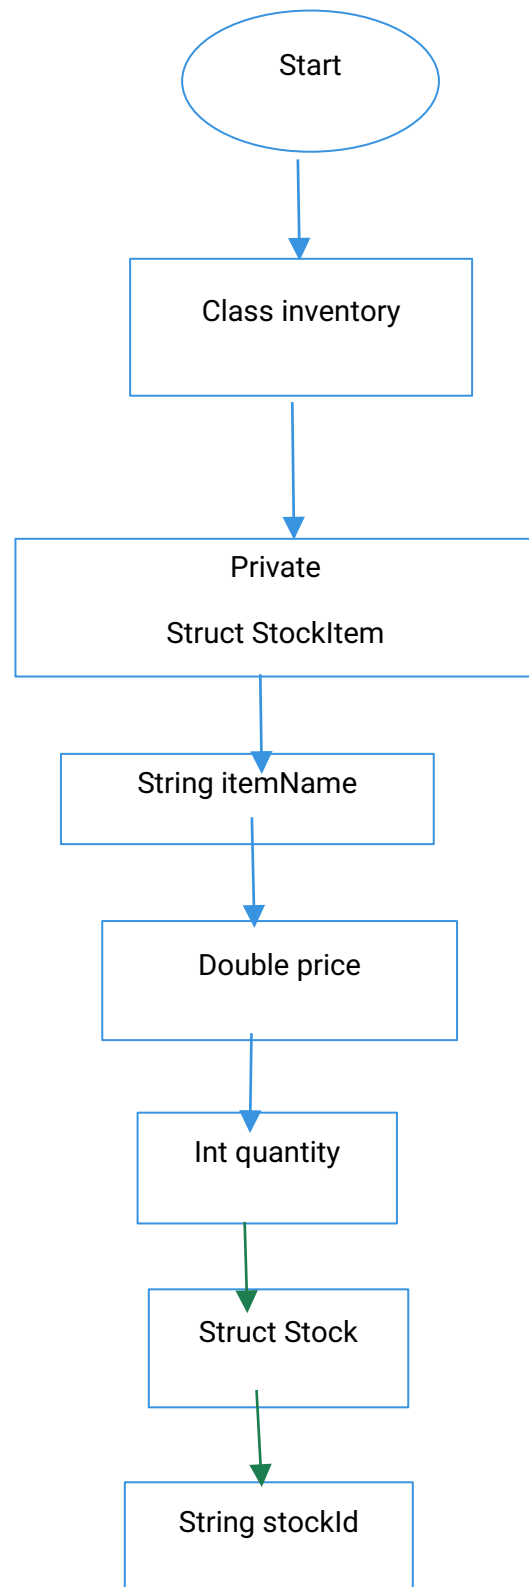 Start
Class inventory
Private
Struct StockItem
String itemName
Double price
Int quantity
Struct Stock
String stockId